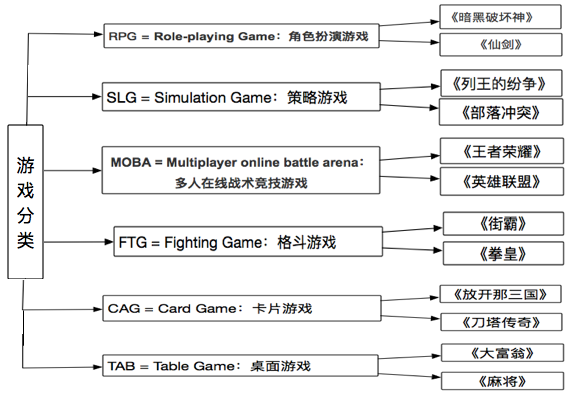 游戏分类
RPG = Role-playing Game：角色扮演游戏
《暗黑破坏神》
《仙剑》
SLG = Simulation Game：策略游戏
《列王的纷争》
《部落冲突》
MOBA = Multiplayer online battle arena：
多人在线战术竞技游戏
《王者荣耀》
《英雄联盟》
FTG = Fighting Game：格斗游戏
《街霸》
《拳皇》
CAG = Card Game：卡片游戏
《放开那三国》
《刀塔传奇》
TAB = Table Game：桌面游戏
《大富翁》
《麻将》